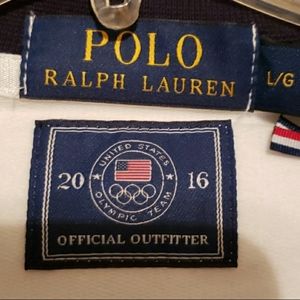 POLO
RALPH LAUREN
L/G
UNITED STATES
OLYMPIC TEAM
20 16
OFFICIAL OUTFITTER